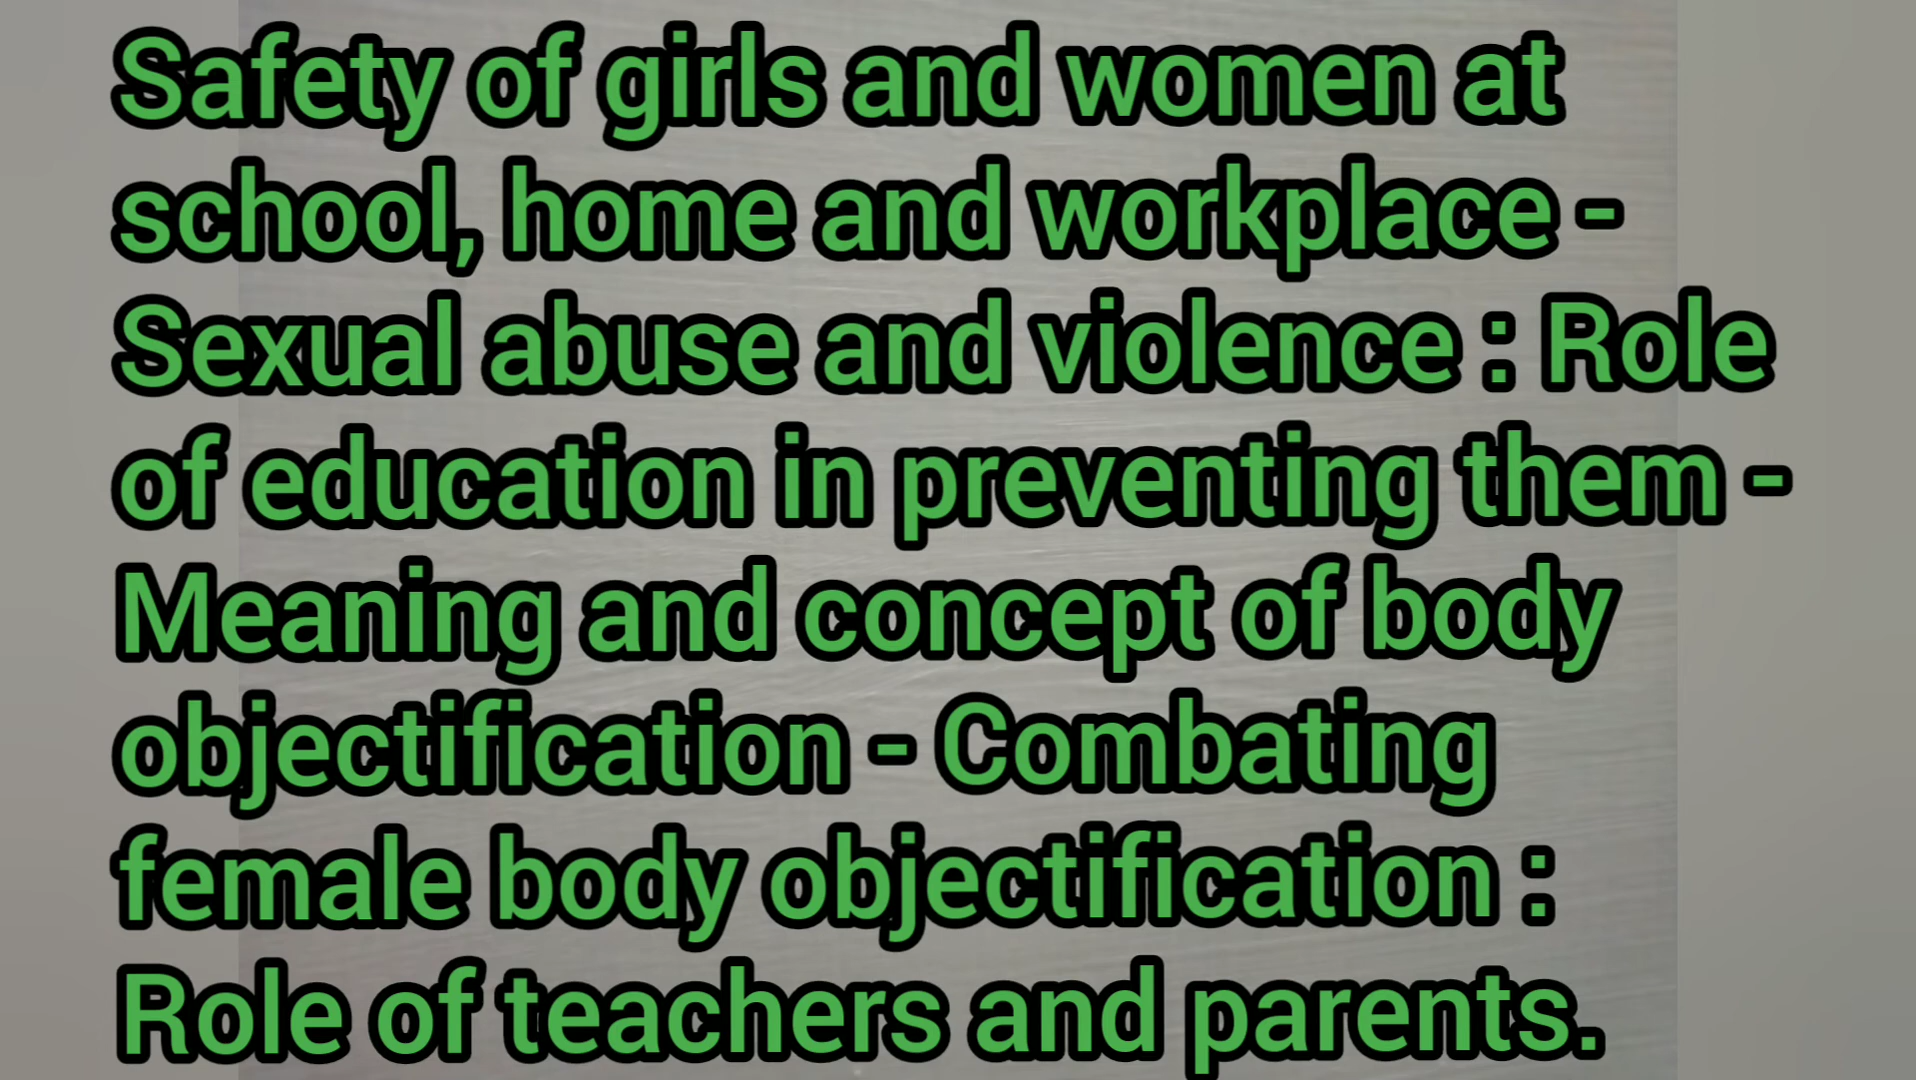 Safety of girls and women at
school, home and workplace -
Sexual abuse and violence : Role
of education in preventing them -
Meaning and concept of body
objectification - Combating
female body objectification :
Role of teachers and parents.